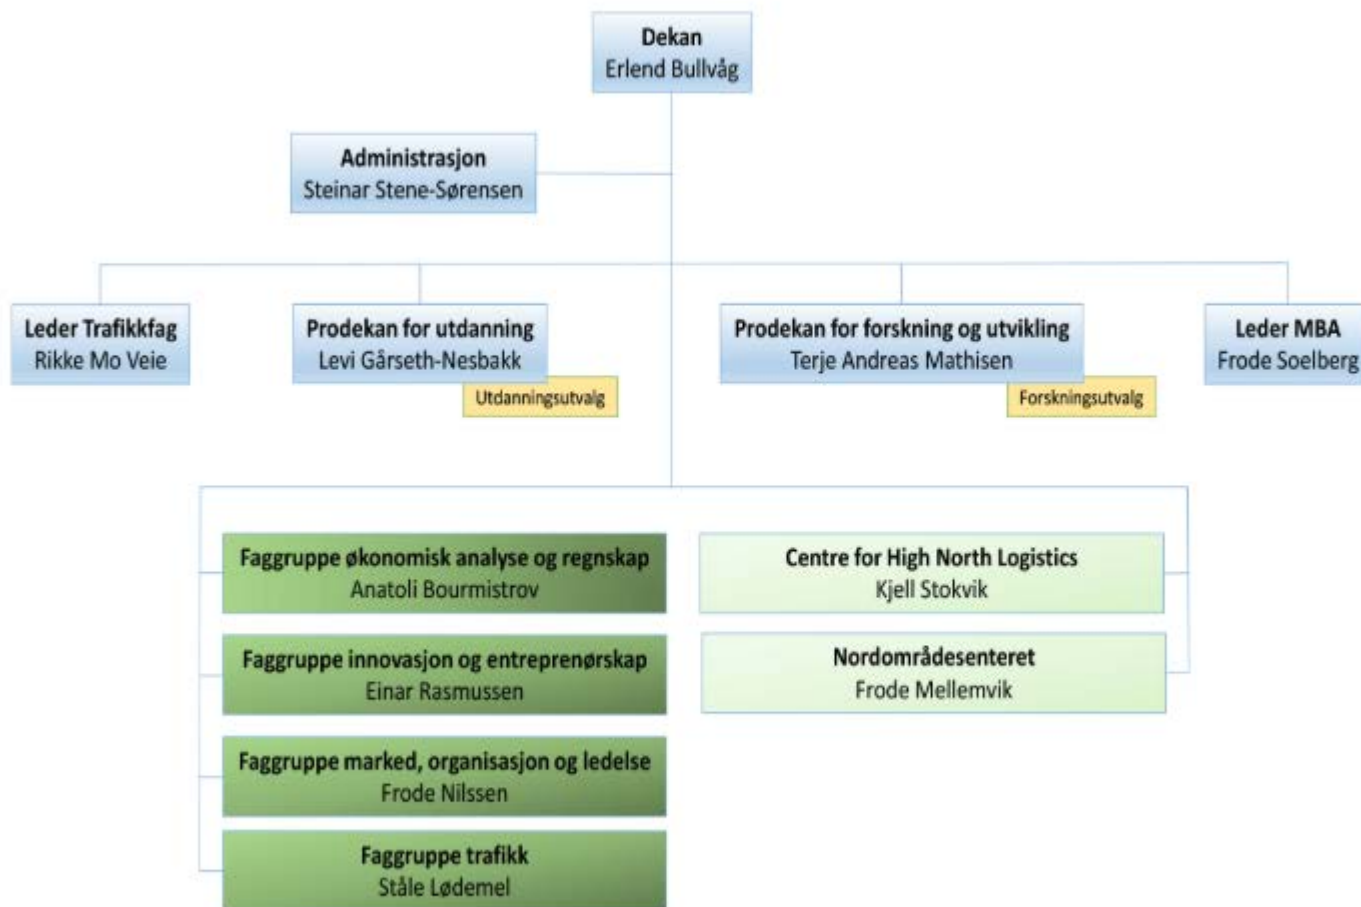 Dekan
Erlend Bullvåg
Administrasjon
Steinar Stene-Sørensen
Leder Trafikkfag
Rikke Mo Veie
Prodekan for utdanning
Levi Gårseth-Nesbakk
Utdanningsutvalg
Prodekan for forskning og utvikling
Terje Andreas Mathisen
Forskningsutvalg
Leder MBA
Frode Soelberg
Faggruppe økonomisk analyse og regnskap
Anatoli Bourmistrov
Faggruppe innovasjon og entreprenørskap
Einar Rasmussen
Faggruppe marked, organisasjon og ledelse
Frode Nilssen
Faggruppe trafikk
Ståle Lødemel
Centre for High North Logistics
Kjell Stokvik
Nordområdesenteret
Frode Mellemvik